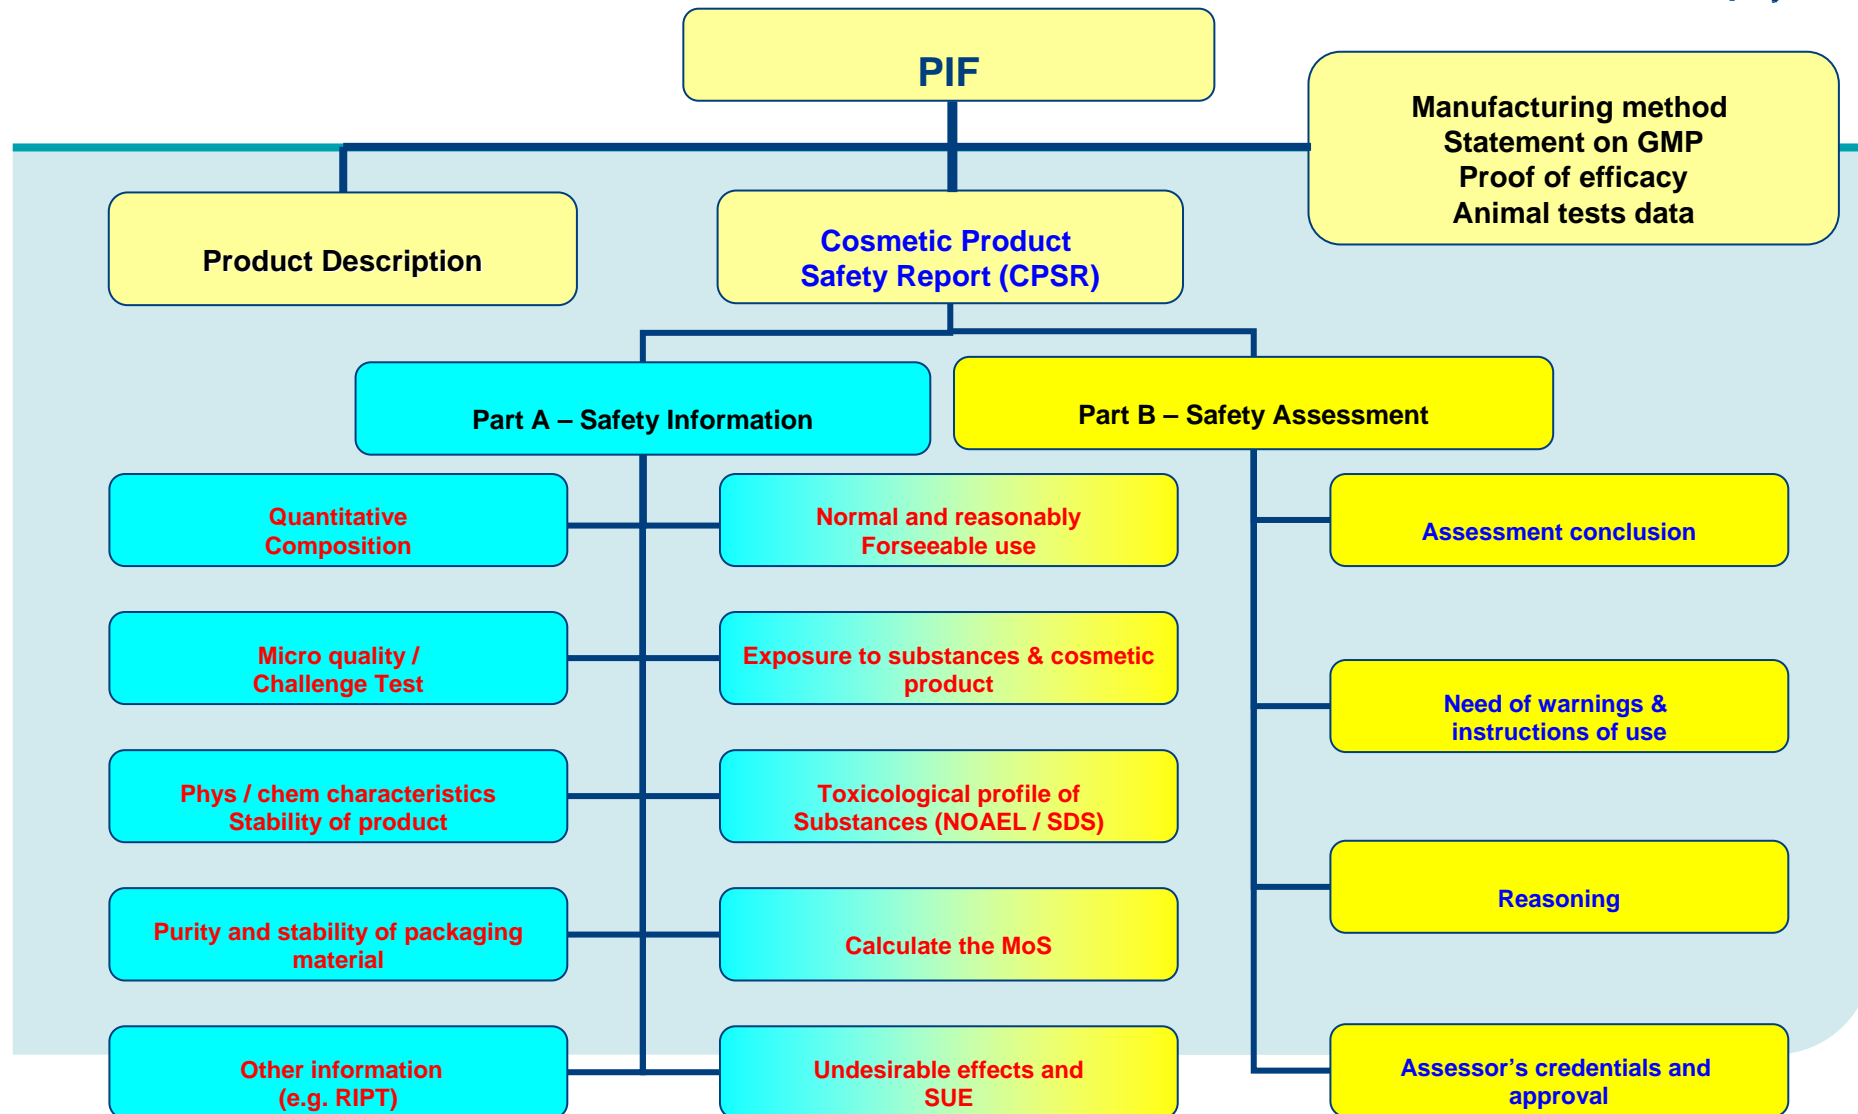 PIF
Manufacturing method
Statement on GMP
Proof of efficacy
Animal tests data
Product Description
Cosmetic Product
Safety Report (CPSR)
Part A – Safety Information
Part B – Safety Assessment
Quantitative
Composition
Normal and reasonably
Forseeable use
Assessment conclusion
Micro quality /
Challenge Test
Exposure to substances & cosmetic
product
Need of warnings &
instructions of use
Phys / chem characteristics
Stability of product
Toxicological profile of
Substances (NOAEL / SDS)
Reasoning
Purity and stability of packaging
material
Calculate the MoS
Other information
(e.g. RIPT)
Undesirable effects and
SUE
Assessor’s credentials and
approval